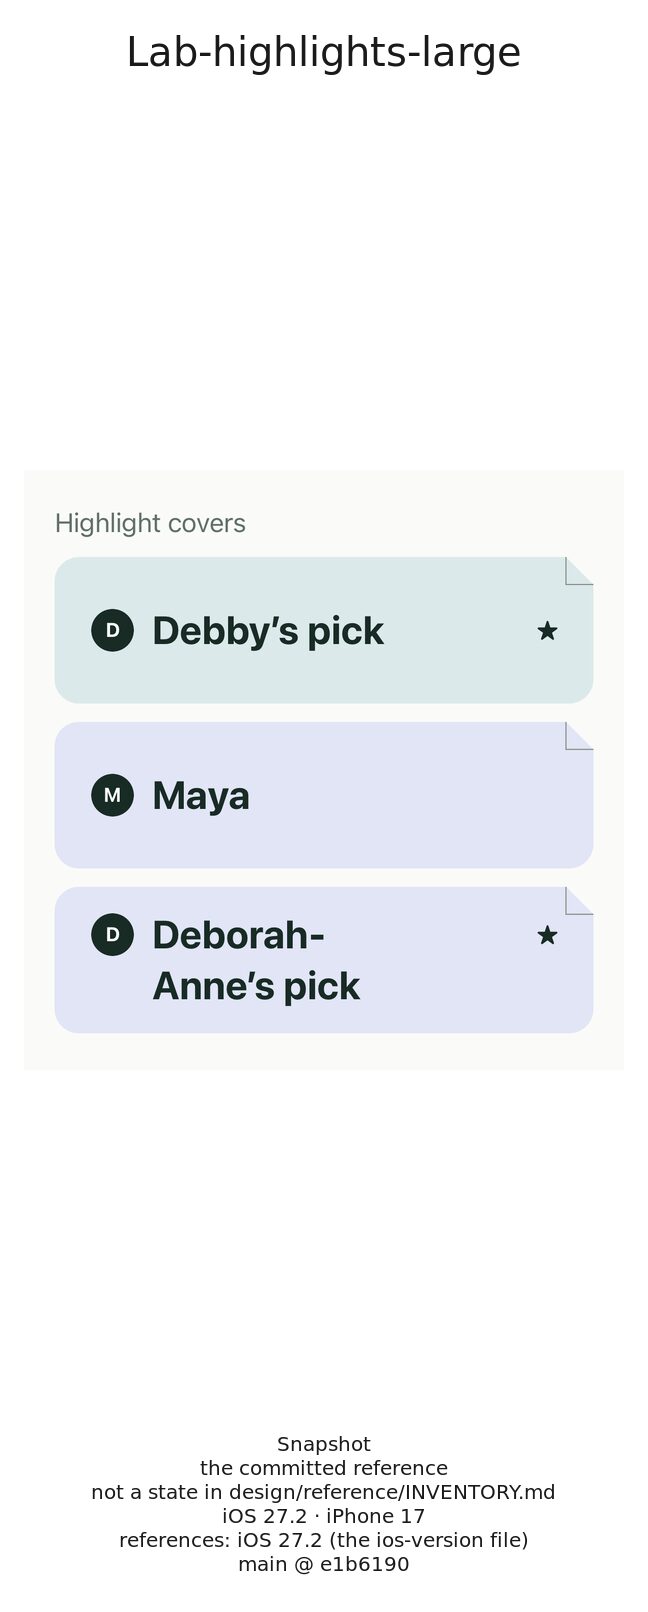 Lab-highlights-large
Highlight covers
D Debby’s pick ★
M Maya
D Deborah-
Anne’s pick ★
Snapshot
the committed reference
not a state in design/reference/INVENTORY.md
iOS 27.2 · iPhone 17
references: iOS 27.2 (the ios-version file)
main @ e1b6190